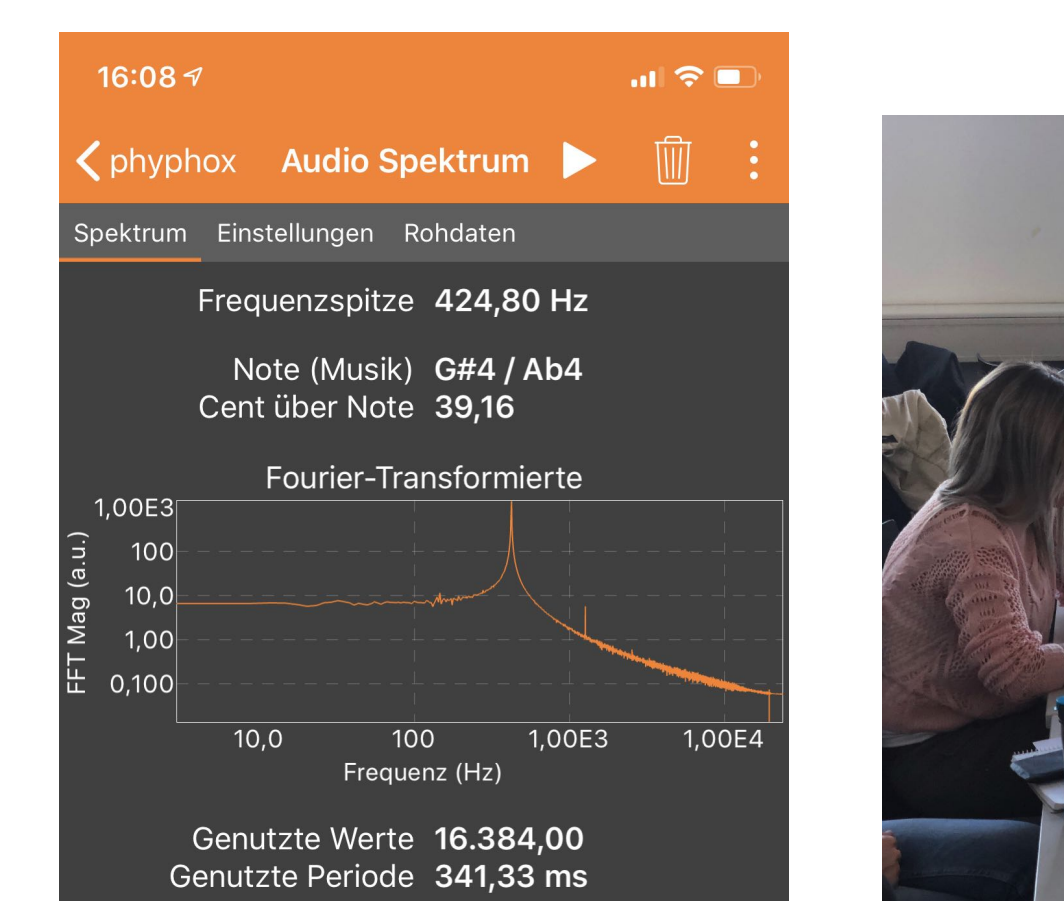 16:08
phyphox Audio Spektrum
Spektrum Einstellungen Rohdaten
Frequenzspitze 424,80 Hz
Note (Musik) G#4 / Ab4
Cent über Note 39,16
Fourier-Transformierte
FFT Mag (a.u.)
1,00E3
100
10,0
1,00
0,100
10,0 100 1,00E3 1,00E4
Frequenz (Hz)
Genutzte Werte 16.384,00
Genutzte Periode 341,33 ms